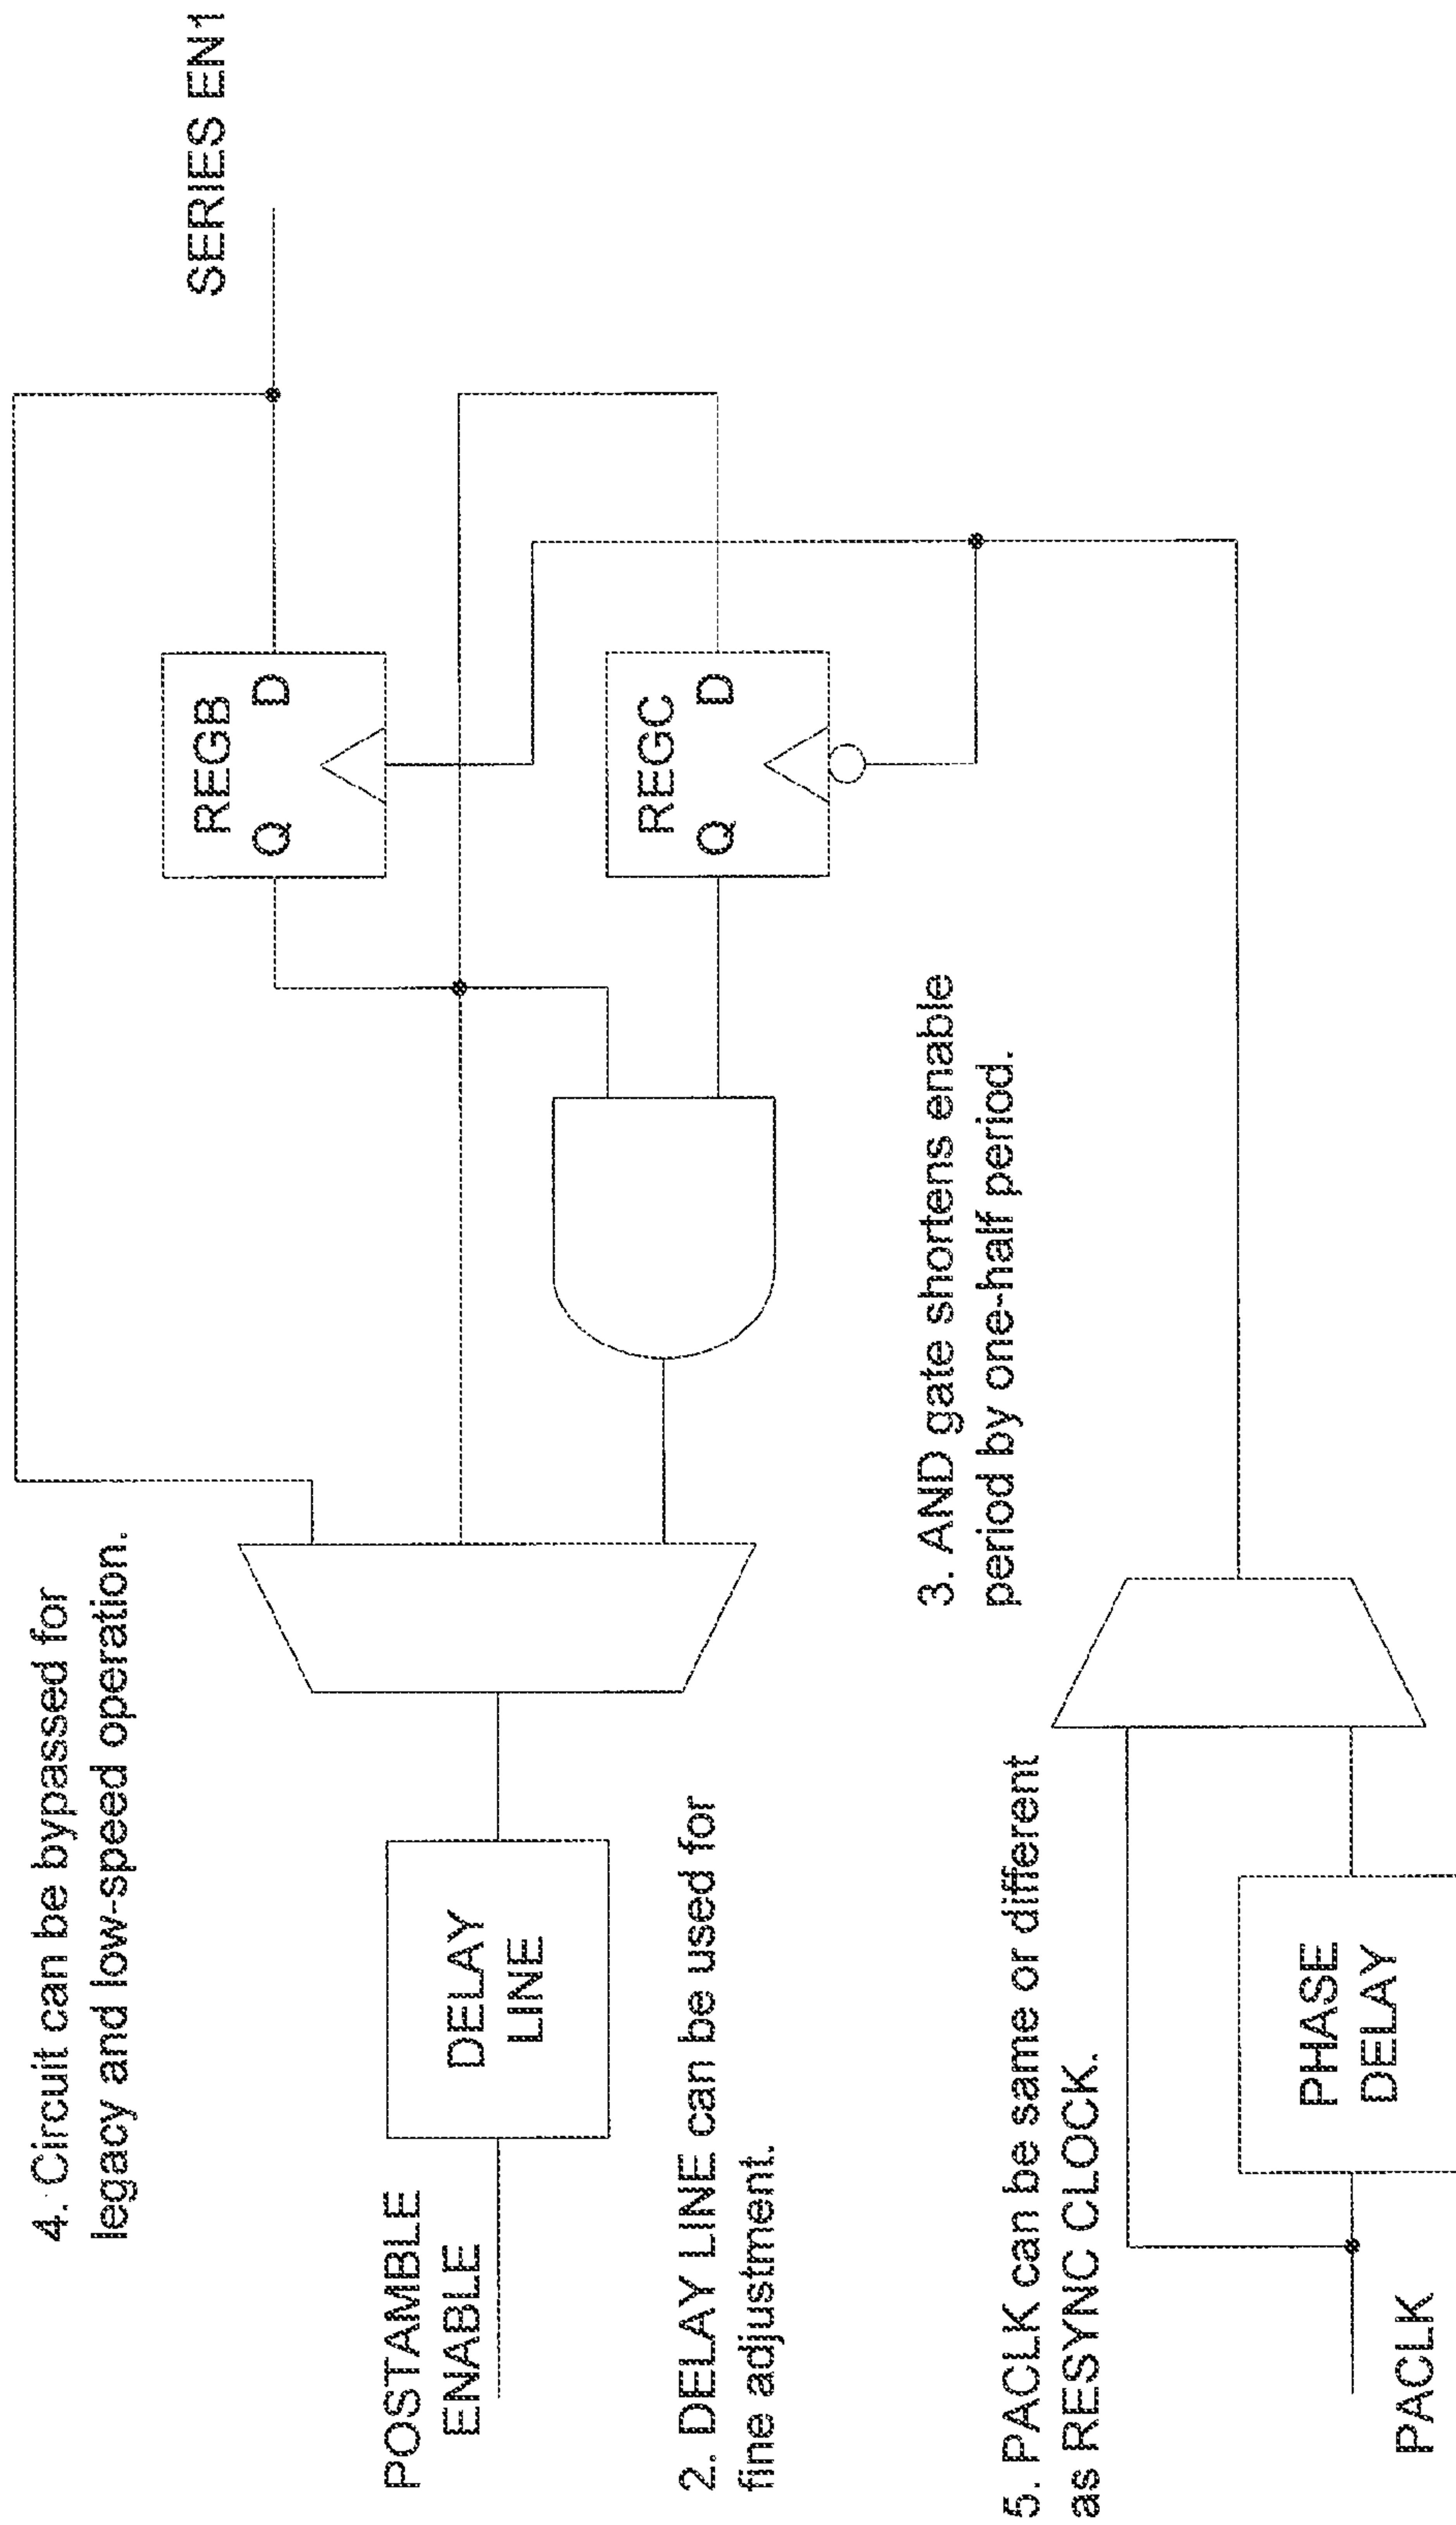 4. Circuit can be bypassed for
legacy and low-speed operation.
SERIES EN1
REGB
Q
D
POSTAMBLE
ENABLE
DELAY
LINE
REGC
Q
D
2. DELAY LINE can be used for
fine adjustment.
3. AND gate shortens enable
period by one-half period.
5. PACLK can be same or different
as RESYNC CLOCK.
PHASE
DELAY
PACLK